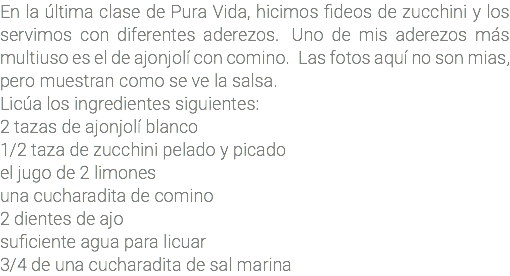 En la última clase de Pura Vida, hicimos fideos de zucchini y los
servimos con diferentes aderezos. Uno de mis aderezos más
multiuso es el de ajonjolí con comino. Las fotos aquí no son mias,
pero muestran como se ve la salsa.
Licúa los ingredientes siguientes:
2 tazas de ajonjolí blanco
1/2 taza de zucchini pelado y picado
el jugo de 2 limones
una cucharadita de comino
2 dientes de ajo
suficiente agua para licuar
3/4 de una cucharadita de sal marina